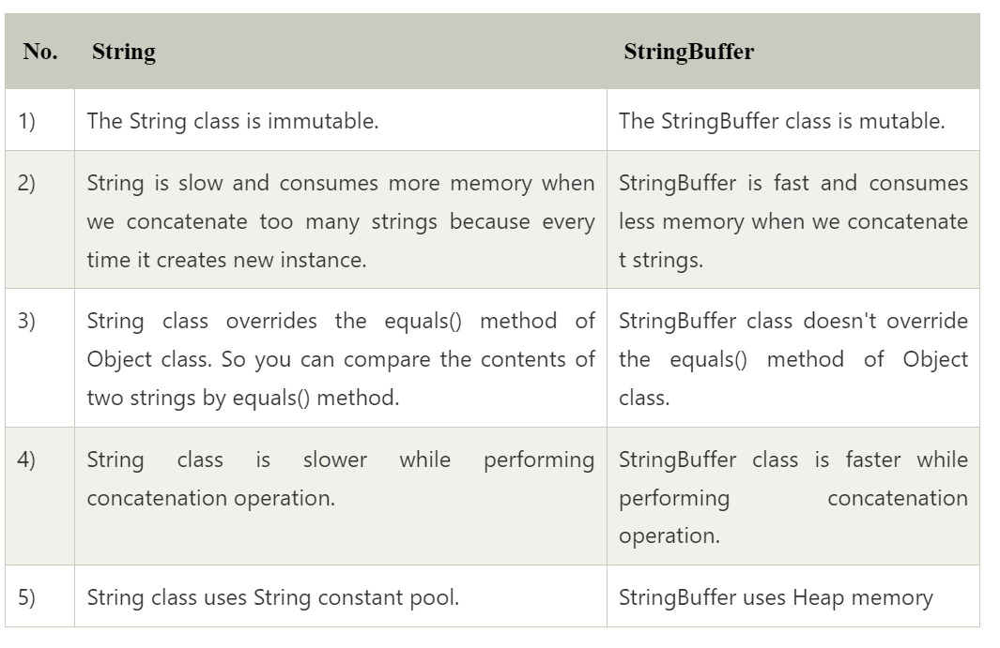 No. String StringBuffer
1) The String class is immutable. The StringBuffer class is mutable.
2) String is slow and consumes more memory when StringBuffer is fast and consumes
we concatenate too many strings because every less memory when we concatenate
time it creates new instance. t strings.
3) String class overrides the equals() method of StringBuffer class doesn't override
Object class. So you can compare the contents of the equals() method of Object
two strings by equals() method. class.
4) String class is slower while performing StringBuffer class is faster while
concatenation operation. performing concatenation
operation.
5) String class uses String constant pool. StringBuffer uses Heap memory